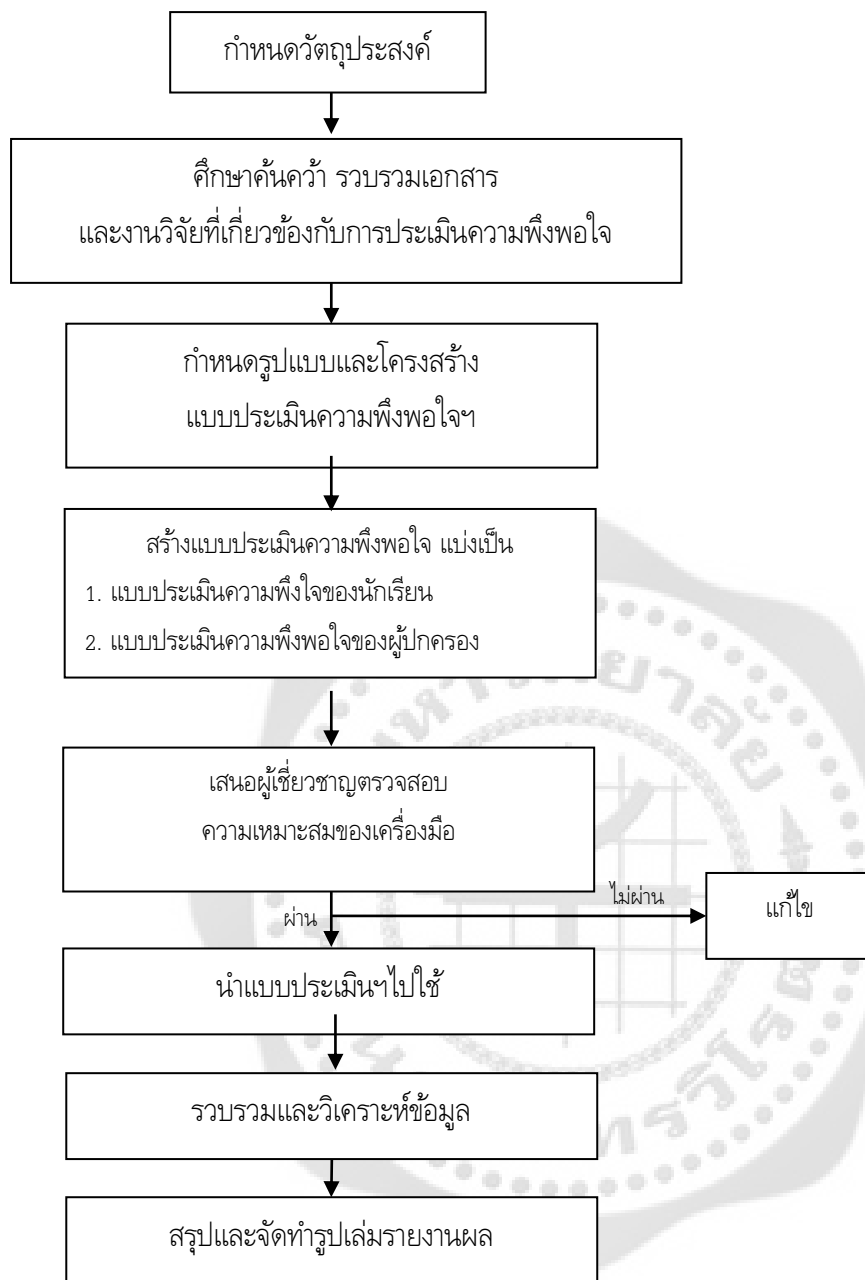 กำหนดวัตถุประสงค์
ศึกษาค้นคว้า รวบรวมเอกสาร
และงานวิจัยที่เกี่ยวข้องกับการประเมินความพึงพอใจ
กำหนดรูปแบบและโครงสร้าง
แบบประเมินความพึงพอใจฯ
สร้างแบบประเมินความพึงพอใจ แบ่งเป็น
1. แบบประเมินความพึงใจของนักเรียน
2. แบบประเมินความพึงพอใจของผู้ปกครอง
เสนอผู้เชี่ยวชาญตรวจสอบ
ความเหมาะสมของเครื่องมือ
ผ่าน
ไม่ผ่าน
แก้ไข
นำแบบประเมินฯไปใช้
รวบรวมและวิเคราะห์ข้อมูล
สรุปและจัดทำรูปเล่มรายงานผล